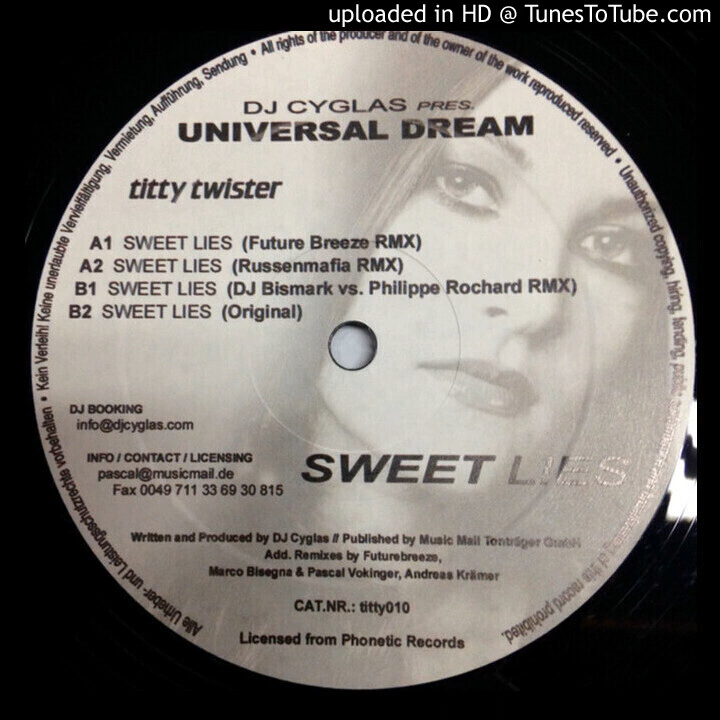 uploaded in HD @ TunesToTube.com
Alle Urheber- und Leistungsschutzrechte vorbehalten • Kein Verleih! Keine unerlaubte Vervielfältigung, Vermietung, Aufführung, Sendung • All rights of the producer and of the owner of the work reproduced reserved • Unauthorized copying, hiring, lending, public of this record prohibited.
DJ CYGLAS PRES.
UNIVERSAL DREAM
titty twister
A1 SWEET LIES (Future Breeze RMX)
A2 SWEET LIES (Russenmafia RMX)
B1 SWEET LIES (DJ Bismark vs. Philippe Rochard RMX)
B2 SWEET LIES (Original)
DJ BOOKING
info@djcyglas.com
INFO / CONTACT / LICENSING
pascal@musicmail.de
Fax 0049 711 33 69 30 815
SWEET LIES
Written and Produced by DJ Cyglas // Published by Music Mail Tonträger GmbH
Add. Remixes by Futurebreeze,
Marco Bisegna & Pascal Vokinger, Andreas Krämer
CAT.NR.: titty010
Licensed from Phonetic Records